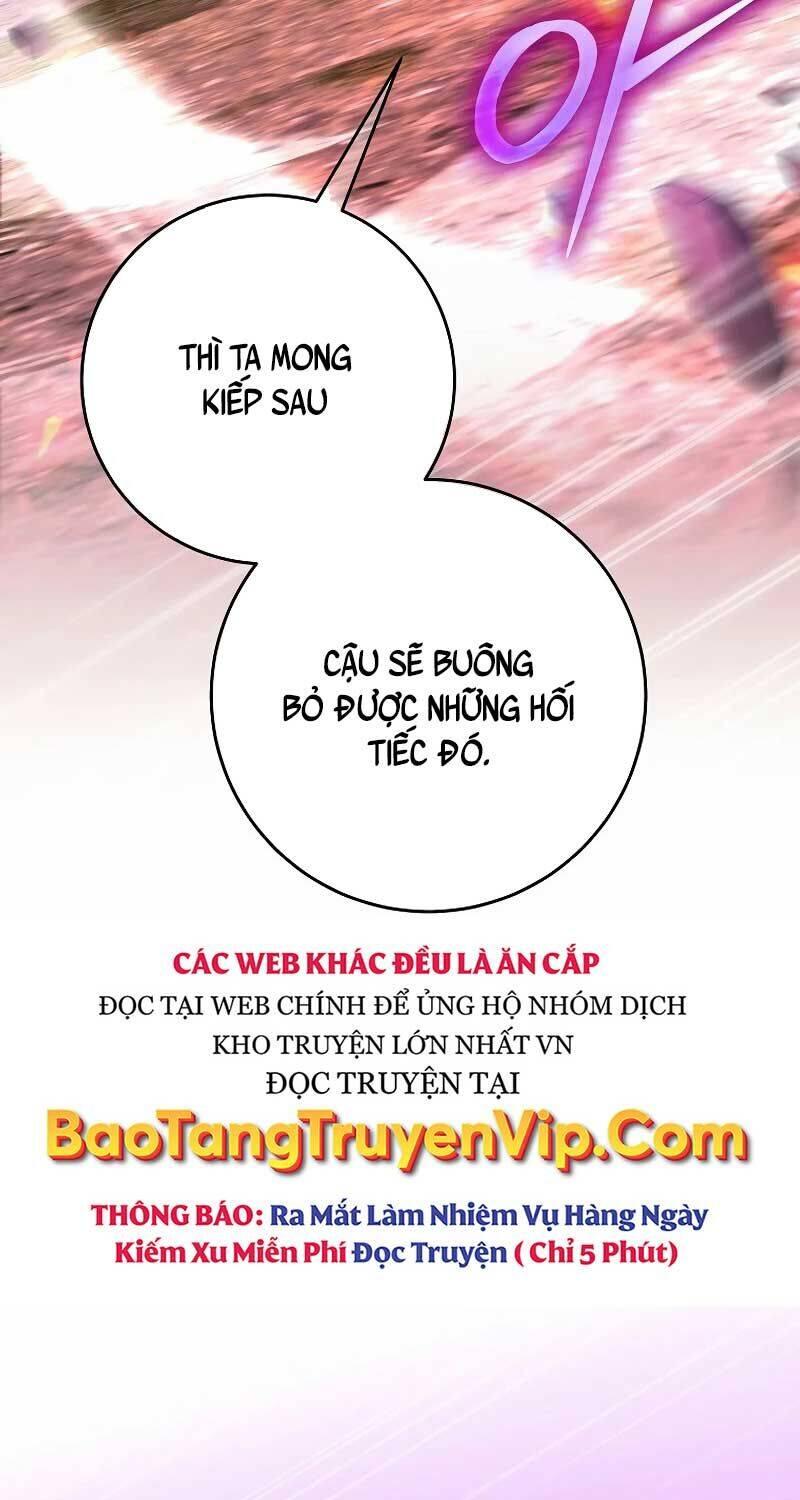 THÌ TA MONG
KIẾP SAU
CẬU SẼ BUÔNG
BỎ ĐƯỢC NHỮNG HỐI
TIẾC ĐÓ.
CÁC WEB KHÁC ĐỀU LÀ ĂN CẮP
ĐỌC TẠI WEB CHÍNH ĐỂ ỦNG HỘ NHÓM DỊCH
KHO TRUYỆN LỚN NHẤT VN
ĐỌC TRUYỆN TẠI
BaoTangTruyenVip.Com
THÔNG BÁO: Ra Mắt Làm Nhiệm Vụ Hàng Ngày
Kiếm Xu Miễn Phí Đọc Truyện ( Chỉ 5 Phút)